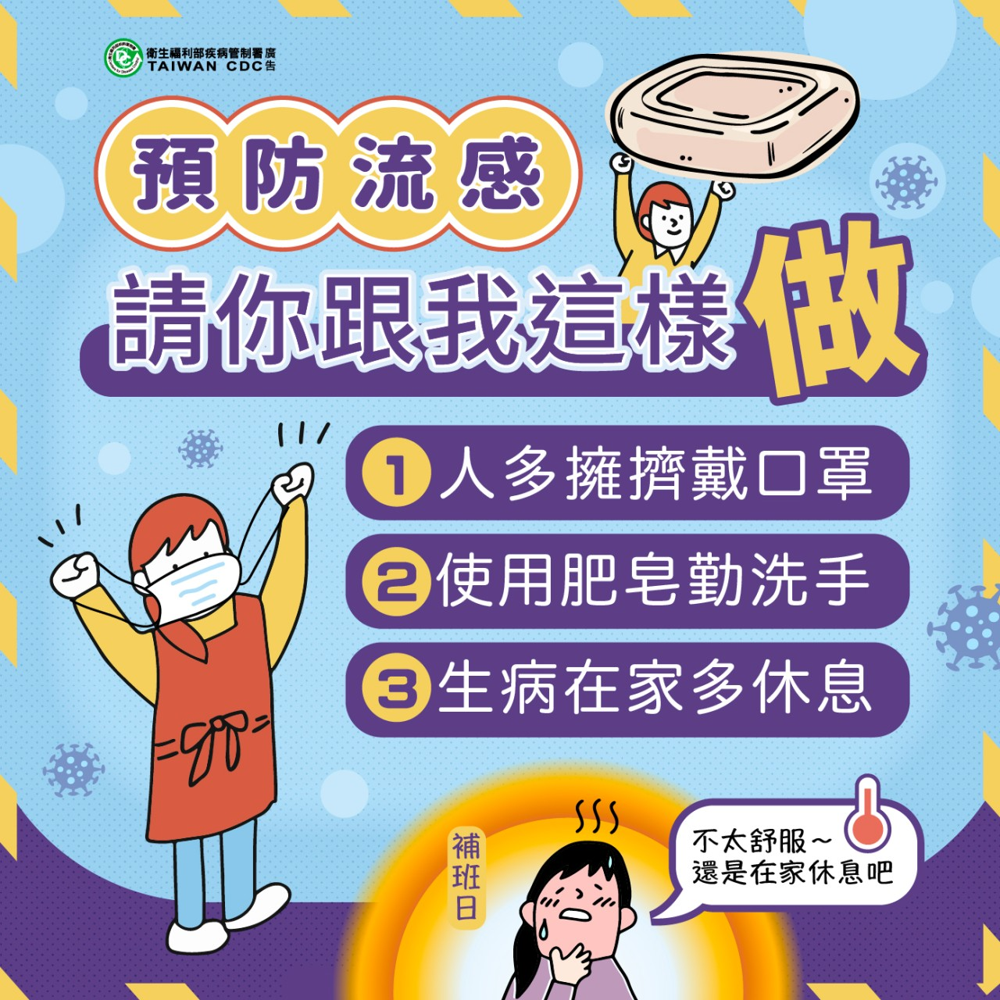 衛生福利部疾病管制署廣告
TAIWAN CDC
預防流感
請你跟我這樣做
1 人多擁擠戴口罩
2 使用肥皂勤洗手
3 生病在家多休息
補班日
不太舒服~
還是在家休息吧